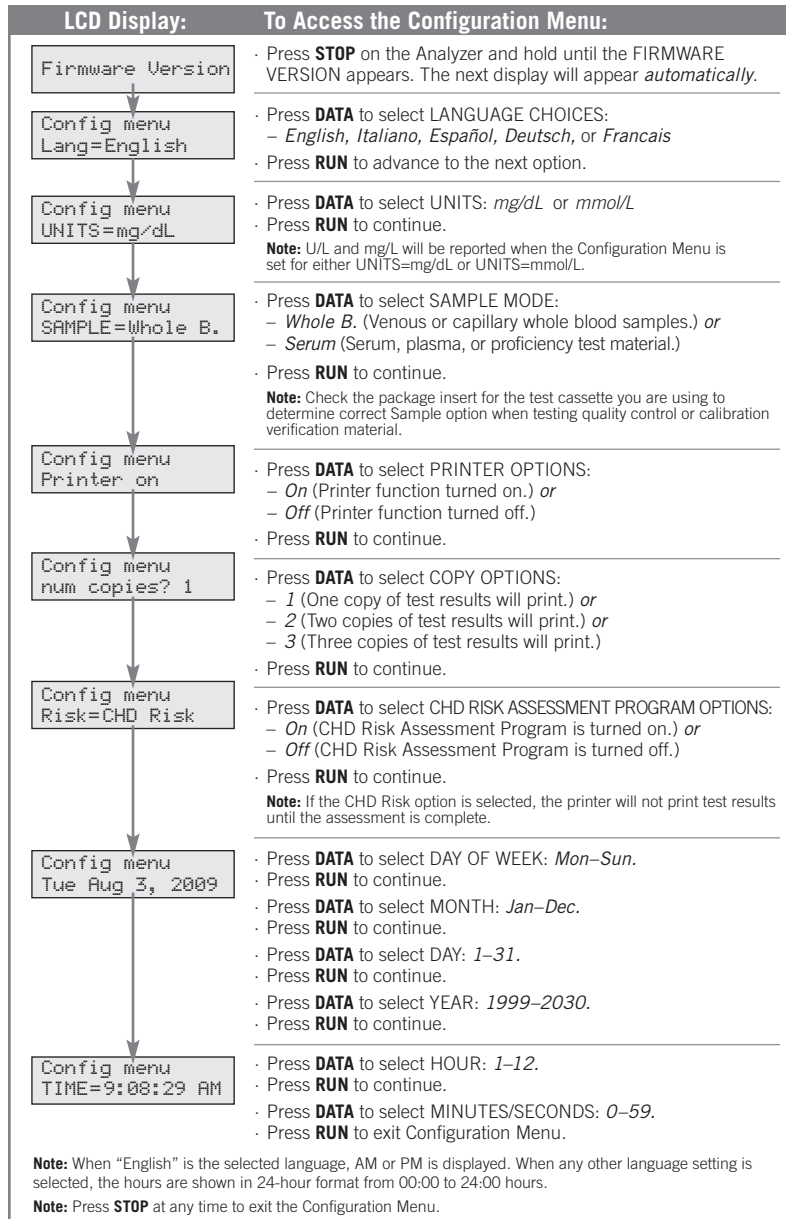 LCD Display:
To Access the Configuration Menu:
Firmware Version
· Press STOP on the Analyzer and hold until the FIRMWARE
VERSION appears. The next display will appear automatically.
Config menu
Lang=English
· Press DATA to select LANGUAGE CHOICES:
– English, Italiano, Español, Deutsch, or Francais
· Press RUN to advance to the next option.
Config menu
UNITS=mg/dL
· Press DATA to select UNITS: mg/dL or mmol/L
· Press RUN to continue.
Note: U/L and mg/L will be reported when the Configuration Menu is
set for either UNITS=mg/dL or UNITS=mmol/L.
Config menu
SAMPLE=Whole B.
· Press DATA to select SAMPLE MODE:
– Whole B. (Venous or capillary whole blood samples.) or
– Serum (Serum, plasma, or proficiency test material.)
· Press RUN to continue.
Note: Check the package insert for the test cassette you are using to
determine correct Sample option when testing quality control or calibration
verification material.
Config menu
Printer on
· Press DATA to select PRINTER OPTIONS:
– On (Printer function turned on.) or
– Off (Printer function turned off.)
· Press RUN to continue.
Config menu
num copies? 1
· Press DATA to select COPY OPTIONS:
– 1 (One copy of test results will print.) or
– 2 (Two copies of test results will print.) or
– 3 (Three copies of test results will print.)
· Press RUN to continue.
Config menu
Risk=CHD Risk
· Press DATA to select CHD RISK ASSESSMENT PROGRAM OPTIONS:
– On (CHD Risk Assessment Program is turned on.) or
– Off (CHD Risk Assessment Program is turned off.)
· Press RUN to continue.
Note: If the CHD Risk option is selected, the printer will not print test results
until the assessment is complete.
Config menu
Tue Aug 3, 2009
· Press DATA to select DAY OF WEEK: Mon–Sun.
· Press RUN to continue.
· Press DATA to select MONTH: Jan–Dec.
· Press RUN to continue.
· Press DATA to select DAY: 1–31.
· Press RUN to continue.
· Press DATA to select YEAR: 1999–2030.
· Press RUN to continue.
Config menu
TIME=9:08:29 AM
· Press DATA to select HOUR: 1–12.
· Press RUN to continue.
· Press DATA to select MINUTES/SECONDS: 0–59.
· Press RUN to exit Configuration Menu.
Note: When “English” is the selected language, AM or PM is displayed. When any other language setting is
selected, the hours are shown in 24-hour format from 00:00 to 24:00 hours.
Note: Press STOP at any time to exit the Configuration Menu.